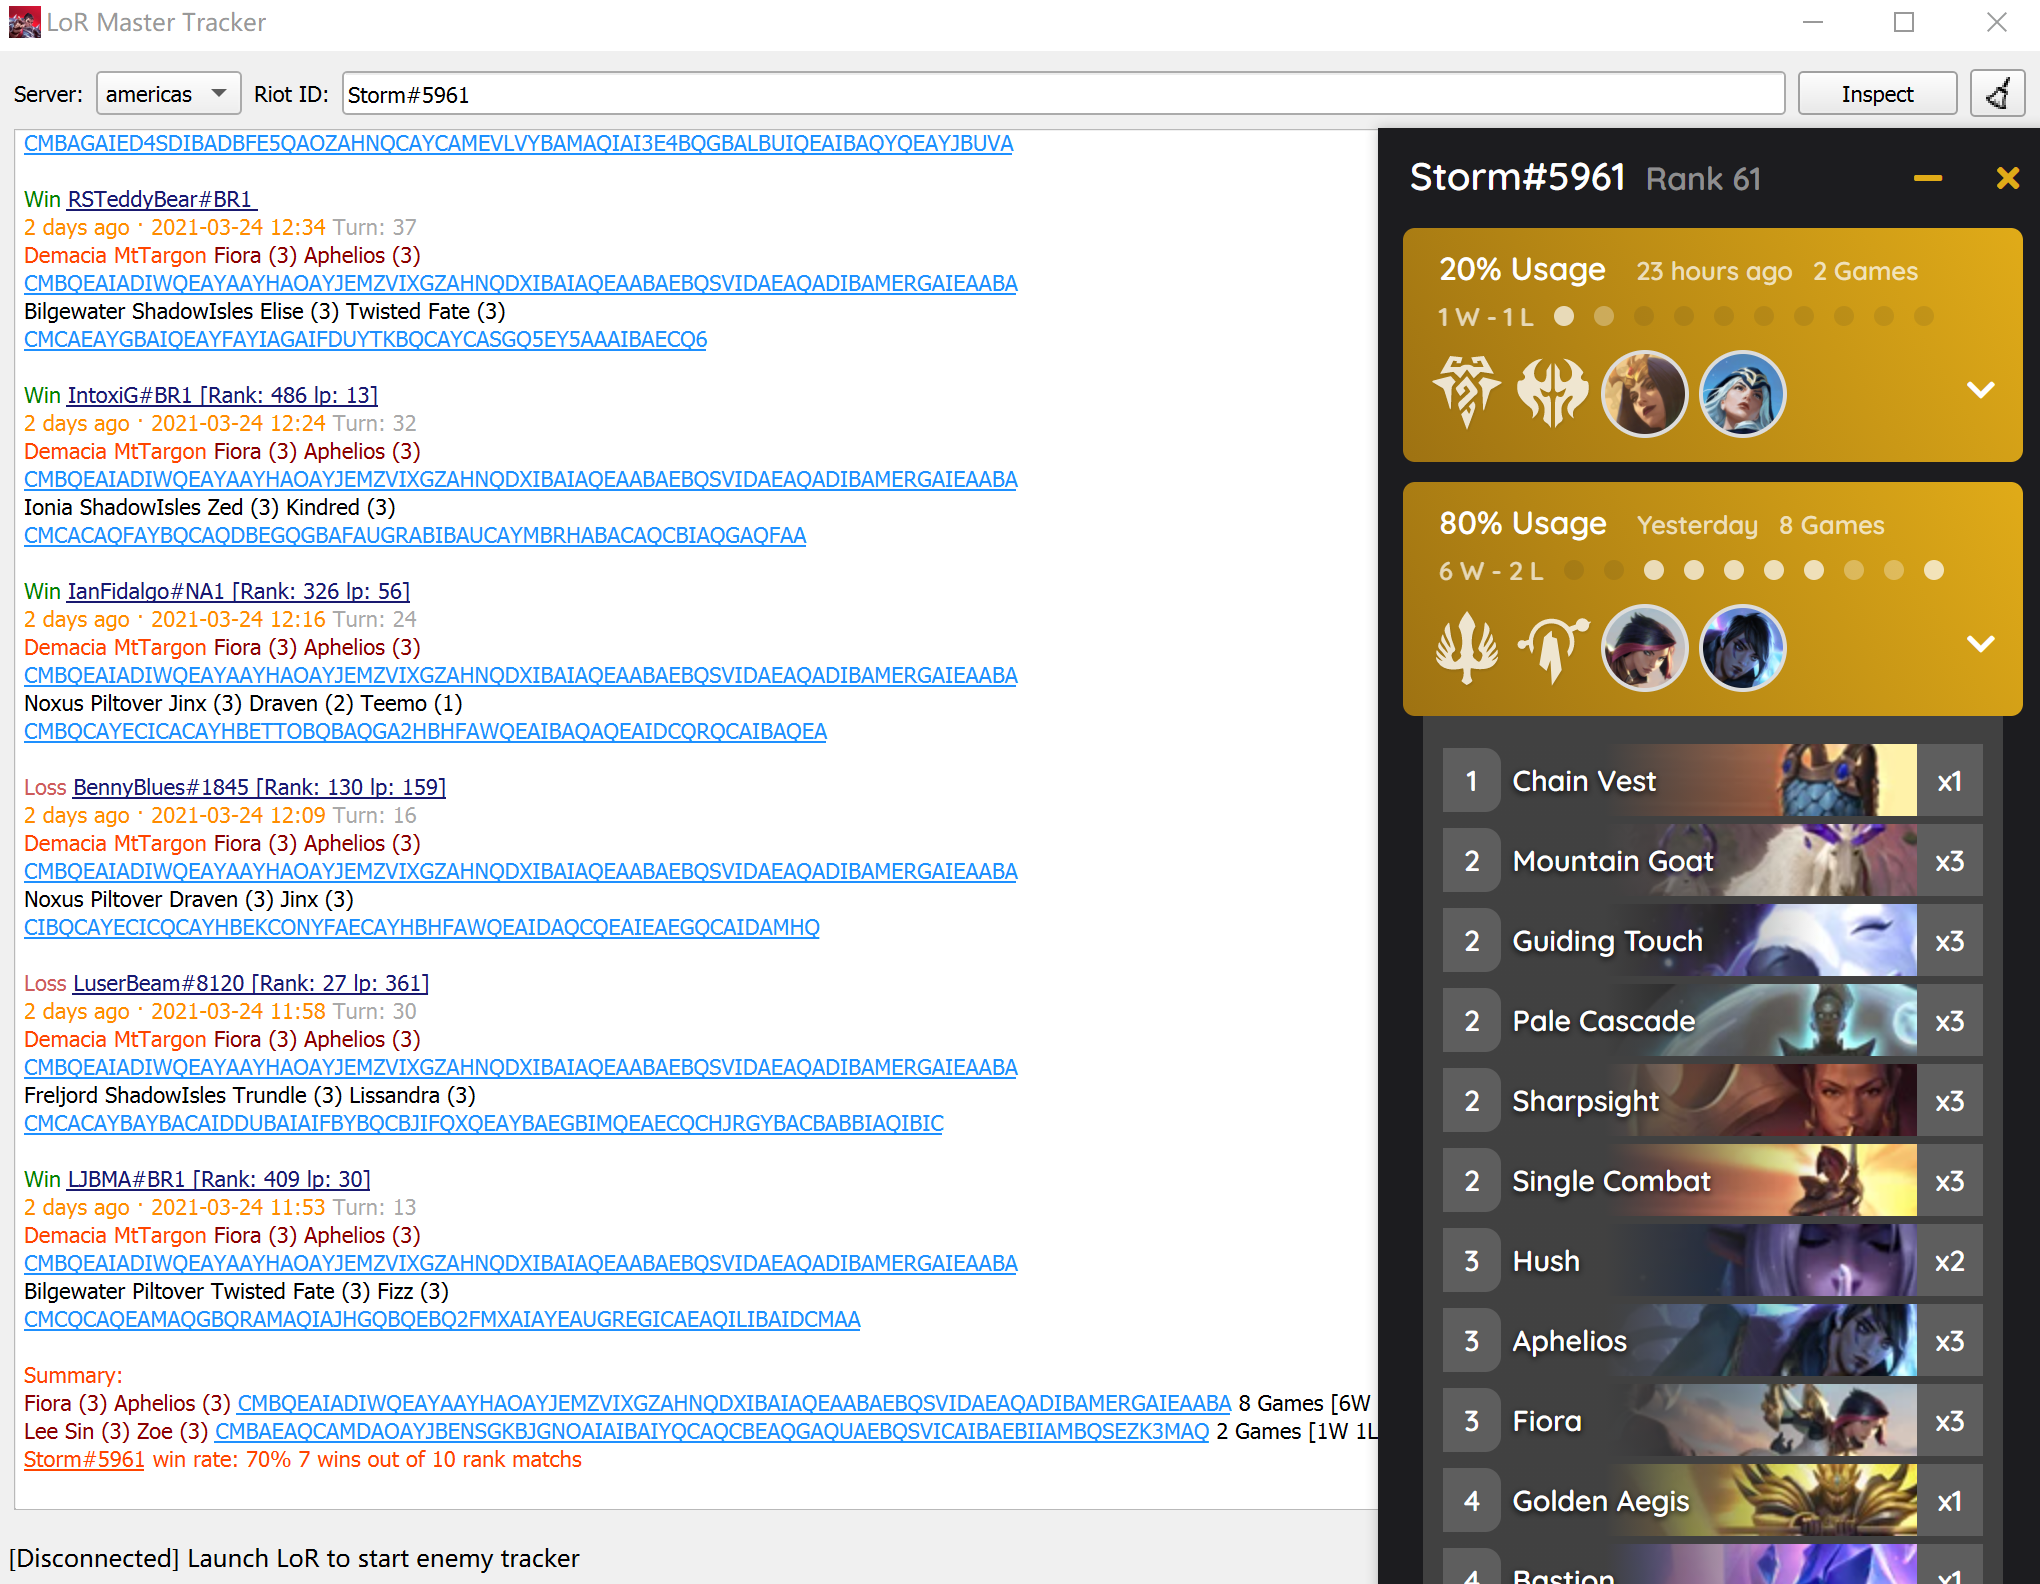 LoR Master Tracker
Server: americas Riot ID: Storm#5961 Inspect
CMBAGAIED4SDIBADBFE5QAOZAHNQCAYCAMEVLVYBAMAQIAI3E4BQGBALBUIQEAIBAQYQEAYJBUVA
Win RSTeddyBear#BR1
2 days ago · 2021-03-24 12:34 Turn: 37
Demacia MtTargon Fiora (3) Aphelios (3)
CMBQEAIADIWQEAYAAYHAOAYJEMZVIXGZAHNQDXIBAIAQEAABAEBQSVIDAEAQADIBAMERGAIEAABA
Bilgewater ShadowIsles Elise (3) Twisted Fate (3)
CMCAEAYGBAIQEAYFAYIAGAIFDUYTKBQCAYCASGQ5EY5AAAIBAECQ6
Win IntoxiG#BR1 [Rank: 486 lp: 13]
2 days ago · 2021-03-24 12:24 Turn: 32
Demacia MtTargon Fiora (3) Aphelios (3)
CMBQEAIADIWQEAYAAYHAOAYJEMZVIXGZAHNQDXIBAIAQEAABAEBQSVIDAEAQADIBAMERGAIEAABA
Ionia ShadowIsles Zed (3) Kindred (3)
CMCACAQFAYBQCAQDBEGQGBAFAUGRABIBAUCAYMBRHABACAQCBIAQGAQFAA
Win IanFidalgo#NA1 [Rank: 326 lp: 56]
2 days ago · 2021-03-24 12:16 Turn: 24
Demacia MtTargon Fiora (3) Aphelios (3)
CMBQEAIADIWQEAYAAYHAOAYJEMZVIXGZAHNQDXIBAIAQEAABAEBQSVIDAEAQADIBAMERGAIEAABA
Noxus Piltover Jinx (3) Draven (2) Teemo (1)
CMBQCAYECICACAYHBETTOBQBAQGA2HBHFAWQEAIBAQAQEAIDCQRQCAIBAQEA
Loss BennyBlues#1845 [Rank: 130 lp: 159]
2 days ago · 2021-03-24 12:09 Turn: 16
Demacia MtTargon Fiora (3) Aphelios (3)
CMBQEAIADIWQEAYAAYHAOAYJEMZVIXGZAHNQDXIBAIAQEAABAEBQSVIDAEAQADIBAMERGAIEAABA
Noxus Piltover Draven (3) Jinx (3)
CIBQCAYECICQCAYHBEKCONYFAECAYHBHFAWQEAIDAQCQEAIEAEGQCAIDAMHQ
Loss LuserBeam#8120 [Rank: 27 lp: 361]
2 days ago · 2021-03-24 11:58 Turn: 30
Demacia MtTargon Fiora (3) Aphelios (3)
CMBQEAIADIWQEAYAAYHAOAYJEMZVIXGZAHNQDXIBAIAQEAABAEBQSVIDAEAQADIBAMERGAIEAABA
Freljord ShadowIsles Trundle (3) Lissandra (3)
CMCACAYBAYBACAIDDUBAIAIFBYBQCBJIFQXQEAYBAEGBIMQEAECQCHJRGYBACBABBIAQIBIC
Win LJBMA#BR1 [Rank: 409 lp: 30]
2 days ago · 2021-03-24 11:53 Turn: 13
Demacia MtTargon Fiora (3) Aphelios (3)
CMBQEAIADIWQEAYAAYHAOAYJEMZVIXGZAHNQDXIBAIAQEAABAEBQSVIDAEAQADIBAMERGAIEAABA
Bilgewater Piltover Twisted Fate (3) Fizz (3)
CMCQCAQEAMAQGBQRAMAQIAJHGQBQEBQ2FMXAIAYEAUGREGICAEAQILIBAIDCMAA
Summary:
Fiora (3) Aphelios (3) CMBQEAIADIWQEAYAAYHAOAYJEMZVIXGZAHNQDXIBAIAQEAABAEBQSVIDAEAQADIBAMERGAIEAABA 8 Games [6W
Lee Sin (3) Zoe (3) CMBAEAQCAMDAOAYJBENSGKBJGNOAIAIBAIYQCAQCBEAQGAQUAEBQSVICAIBAEBIIAMBQSEZK3MAQ 2 Games [1W 1L
Storm#5961 win rate: 70% 7 wins out of 10 rank matchs
[Disconnected] Launch LoR to start enemy tracker
Storm#5961 Rank 61
20% Usage 23 hours ago 2 Games
1 W - 1 L
80% Usage Yesterday 8 Games
6 W - 2 L
1 Chain Vest x1
2 Mountain Goat x3
2 Guiding Touch x3
2 Pale Cascade x3
2 Sharpsight x3
2 Single Combat x3
3 Hush x2
3 Aphelios x3
3 Fiora x3
4 Golden Aegis x1
4 Bastion x1